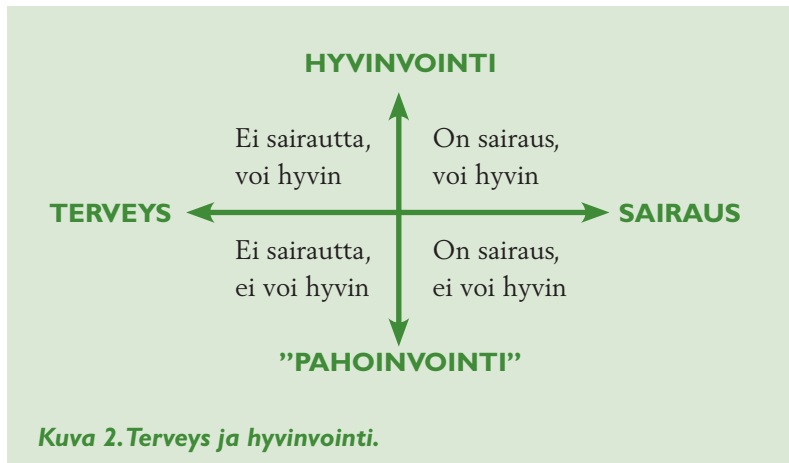 HYVINVOINTI
Ei sairautta,
voi hyvin
On sairaus,
voi hyvin
TERVEYS
SAIRAUS
Ei sairautta,
ei voi hyvin
On sairaus,
ei voi hyvin
”PAHOINVOINTI”
Kuva 2. Terveys ja hyvinvointi.